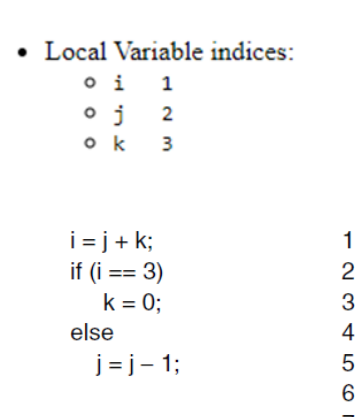 • Local Variable indices:
o i 1
o j 2
o k 3
i = j + k; 1
if (i == 3) 2
k = 0; 3
else 4
j = j – 1; 5
6